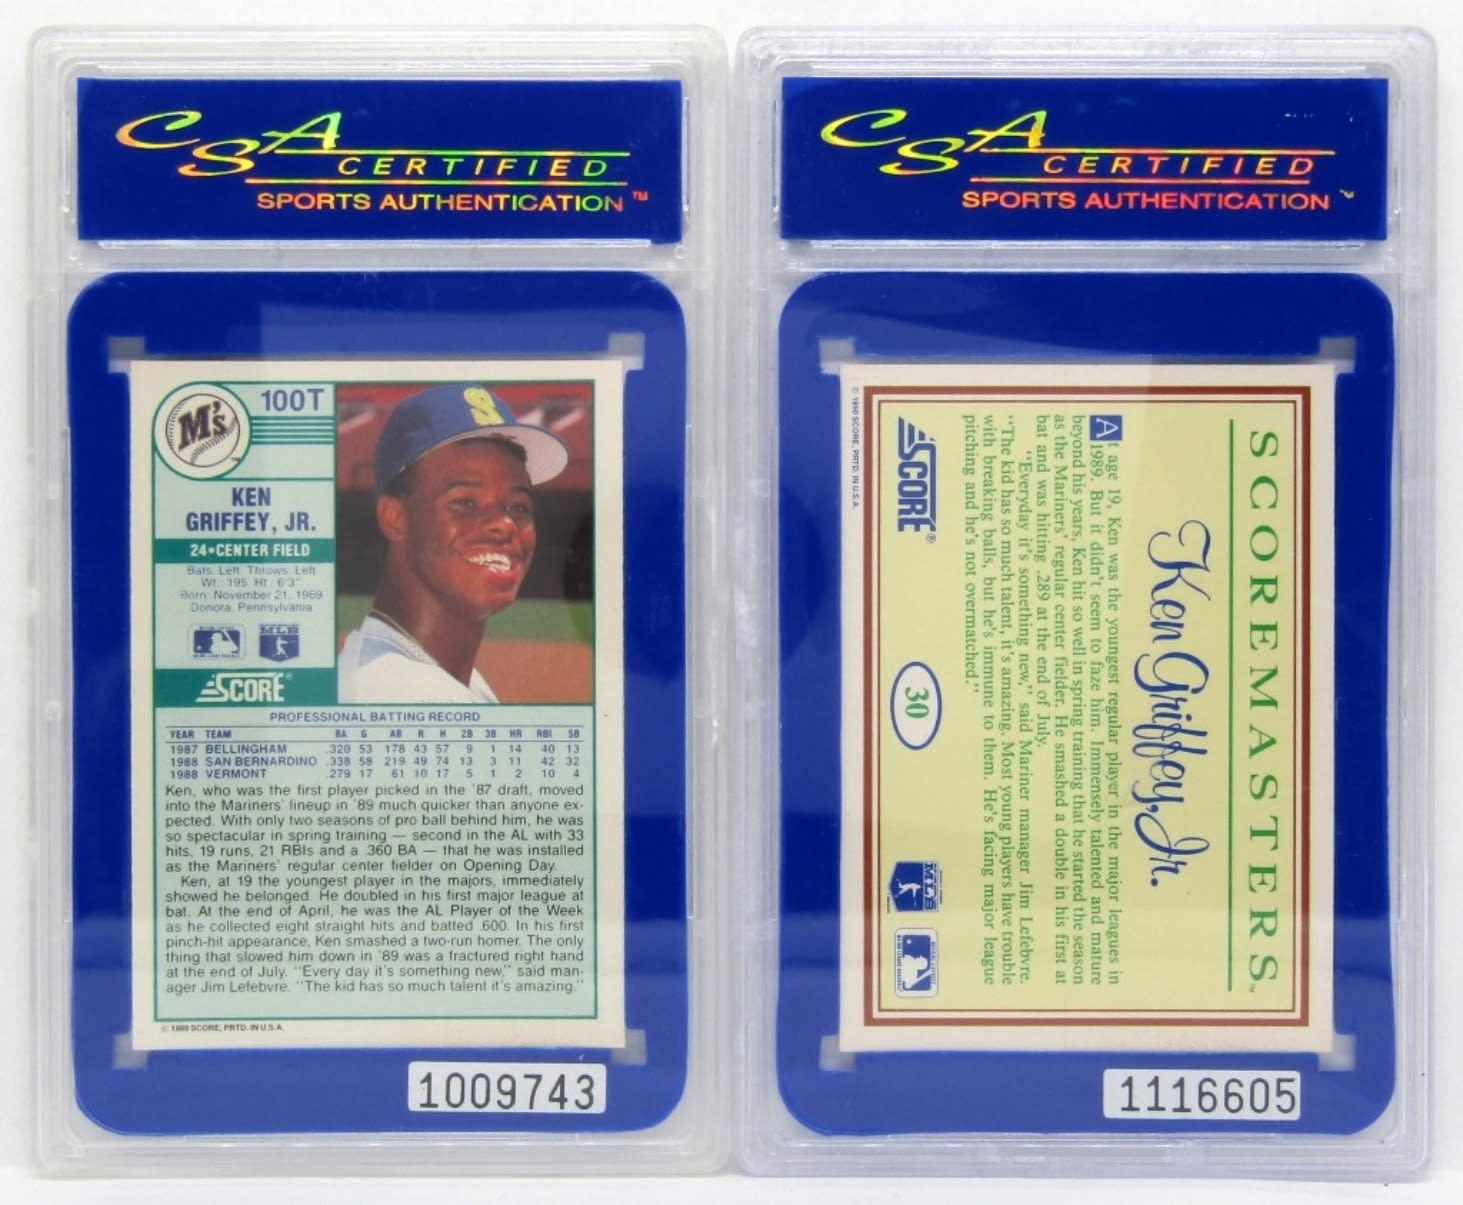 CSA
CERTIFIED
SPORTS AUTHENTICATION™
M's
™
100T
KEN
GRIFFEY, JR.
24•CENTER FIELD
Bats: Left Throws: Left
Wt.: 195 Ht.: 6'3"
Born: November 21, 1969
Donora, Pennsylvania
MLB
SCORE®
S
PROFESSIONAL BATTING RECORD
YEAR TEAM BA G AB R H 2B 3B HR RBI SB
1987 BELLINGHAM .320 53 178 43 57 9 1 14 40 13
1988 SAN BERNARDINO .338 58 219 49 74 13 3 11 42 32
1988 VERMONT .279 17 61 10 17 5 1 2 10 4
Ken, who was the first player picked in the '87 draft, moved
into the Mariners' lineup in '89 much quicker than anyone ex-
pected. With only two seasons of pro ball behind him, he was
so spectacular in spring training — second in the AL with 33
hits, 19 runs, 21 RBIs and a .360 BA — that he was installed
as the Mariners' regular center fielder on Opening Day.
Ken, at 19 the youngest player in the majors, immediately
showed he belonged. He doubled in his first major league at
bat. At the end of April, he was the AL Player of the Week
as he collected eight straight hits and batted .600. In his first
pinch-hit appearance, Ken smashed a two-run homer. The only
thing that slowed him down in '89 was a fractured right hand
at the end of July. "Every day it's something new," said man-
ager Jim Lefebvre. "The kid has so much talent it's amazing."
© 1989 SCORE, PRTD. IN U.S.A.
1009743
CSA
CERTIFIED
SPORTS AUTHENTICATION™
SCOREMASTERS™
Ken Griffey, Jr.
At age 19, Ken was the youngest regular player in the major leagues in
1989. But it didn't seem to faze him. Immensely talented and mature
beyond his years, Ken hit so well in spring training that he started the season
as the Mariners' regular center fielder. He smashed a double in his first at
bat and was hitting .289 at the end of July.
"Everyday it's something new," said Mariner manager Jim Lefebvre.
"The kid has so much talent, it's amazing. Most young players have trouble
with breaking balls, but he's immune to them. He's facing major league
pitching and he's not overmatched."
SCORE®
30
MLB
© 1990 SCORE, PRTD. IN U.S.A.
1116605